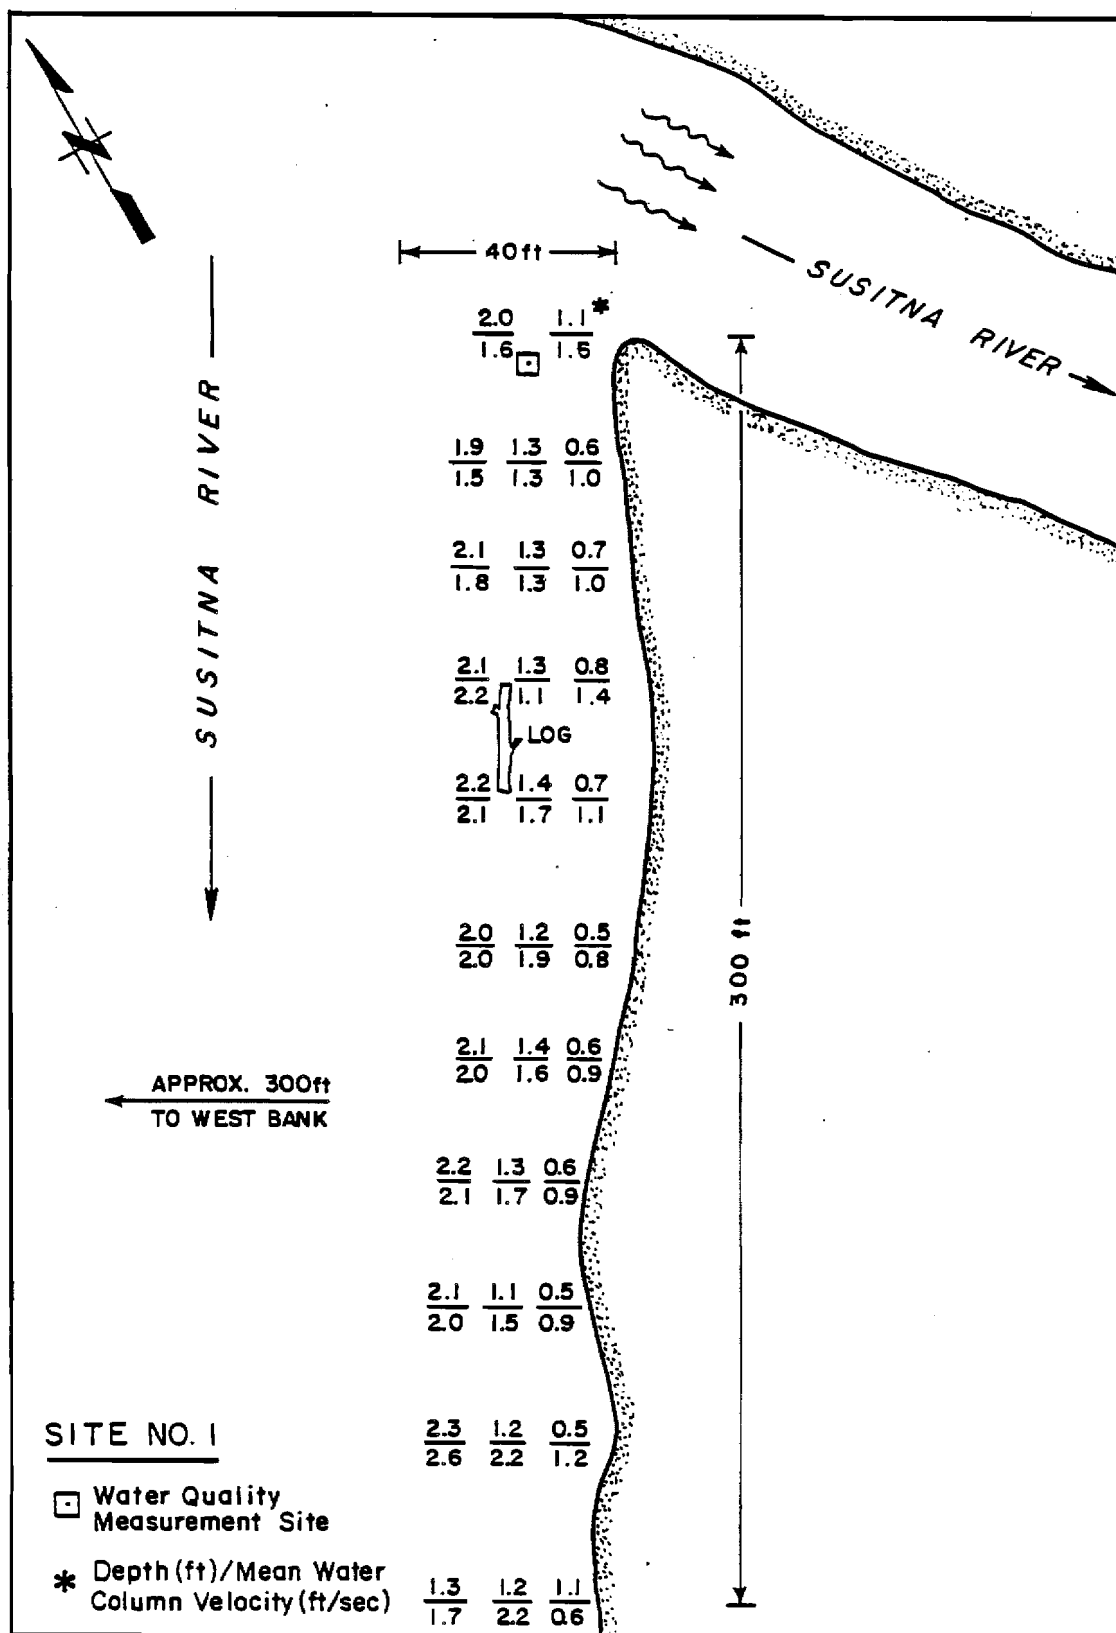 40 ft
SUSITNA RIVER
2.0 1.1 *
1.6 1.5
1.9 1.3 0.6
1.5 1.3 1.0
2.1 1.3 0.7
1.8 1.3 1.0
SUSITNA RIVER
2.1 1.3 0.8
2.2 1.1 1.4
LOG
2.2 1.4 0.7
2.1 1.7 1.1
2.0 1.2 0.5
2.0 1.9 0.8
300 ft
2.1 1.4 0.6
2.0 1.6 0.9
APPROX. 300ft
TO WEST BANK
2.2 1.3 0.6
2.1 1.7 0.9
2.1 1.1 0.5
2.0 1.5 0.9
2.3 1.2 0.5
2.6 2.2 1.2
SITE NO. 1
Water Quality
Measurement Site
* Depth (ft)/Mean Water
Column Velocity (ft/sec)
1.3 1.2 1.1
1.7 2.2 0.6